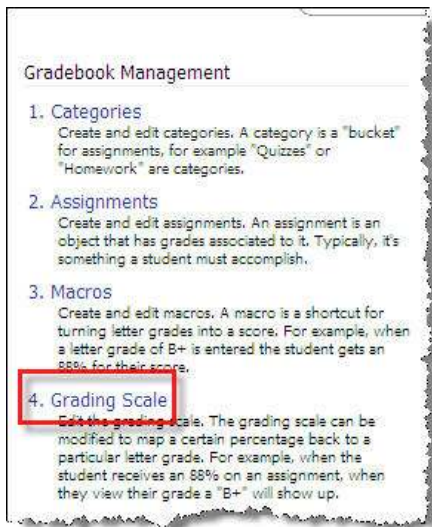 Gradebook Management
1. Categories
Create and edit categories. A category is a "bucket"
for assignments, for example "Quizzes" or
"Homework" are categories.
2. Assignments
Create and edit assignments. An assignment is an
object that has grades associated to it. Typically, it's
something a student must accomplish.
3. Macros
Create and edit macros. A macro is a shortcut for
turning letter grades into a score. For example, when
a letter grade of B+ is entered the student gets an
88% for their score.
4. Grading Scale
Edit the grading scale. The grading scale can be
modified to map a certain percentage back to a
particular letter grade. For example, when the
student receives an 88% on an assignment, when
they view their grade a "B+" will show up.